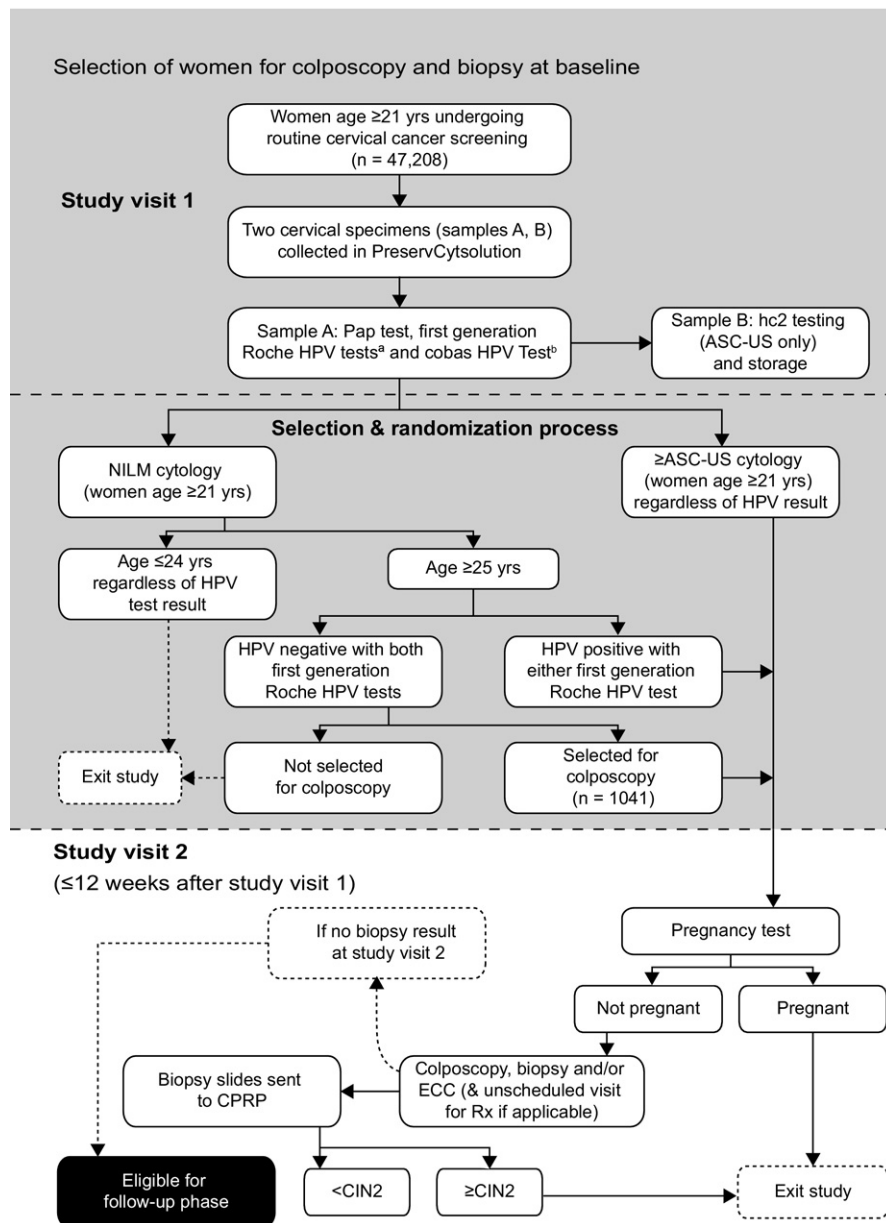 Selection of women for colposcopy and biopsy at baseline
Women age ≥21 yrs undergoing
routine cervical cancer screening
(n = 47,208)
Study visit 1
Two cervical specimens (samples A, B)
collected in PreservCytsolution
Sample A: Pap test, first generation
Roche HPV testsᵃ and cobas HPV Testᵇ
Sample B: hc2 testing
(ASC-US only)
and storage
Selection & randomization process
NILM cytology
(women age ≥21 yrs)
≥ASC-US cytology
(women age ≥21 yrs)
regardless of HPV result
Age ≤24 yrs
regardless of HPV
test result
Age ≥25 yrs
HPV negative with both
first generation
Roche HPV tests
HPV positive with
either first generation
Roche HPV test
Exit study
Not selected
for colposcopy
Selected for
colposcopy
(n = 1041)
Study visit 2
(≤12 weeks after study visit 1)
If no biopsy result
at study visit 2
Pregnancy test
Not pregnant
Pregnant
Biopsy slides sent
to CPRP
Colposcopy, biopsy and/or
ECC (& unscheduled visit
for Rx if applicable)
Eligible for
follow-up phase
<CIN2
≥CIN2
Exit study